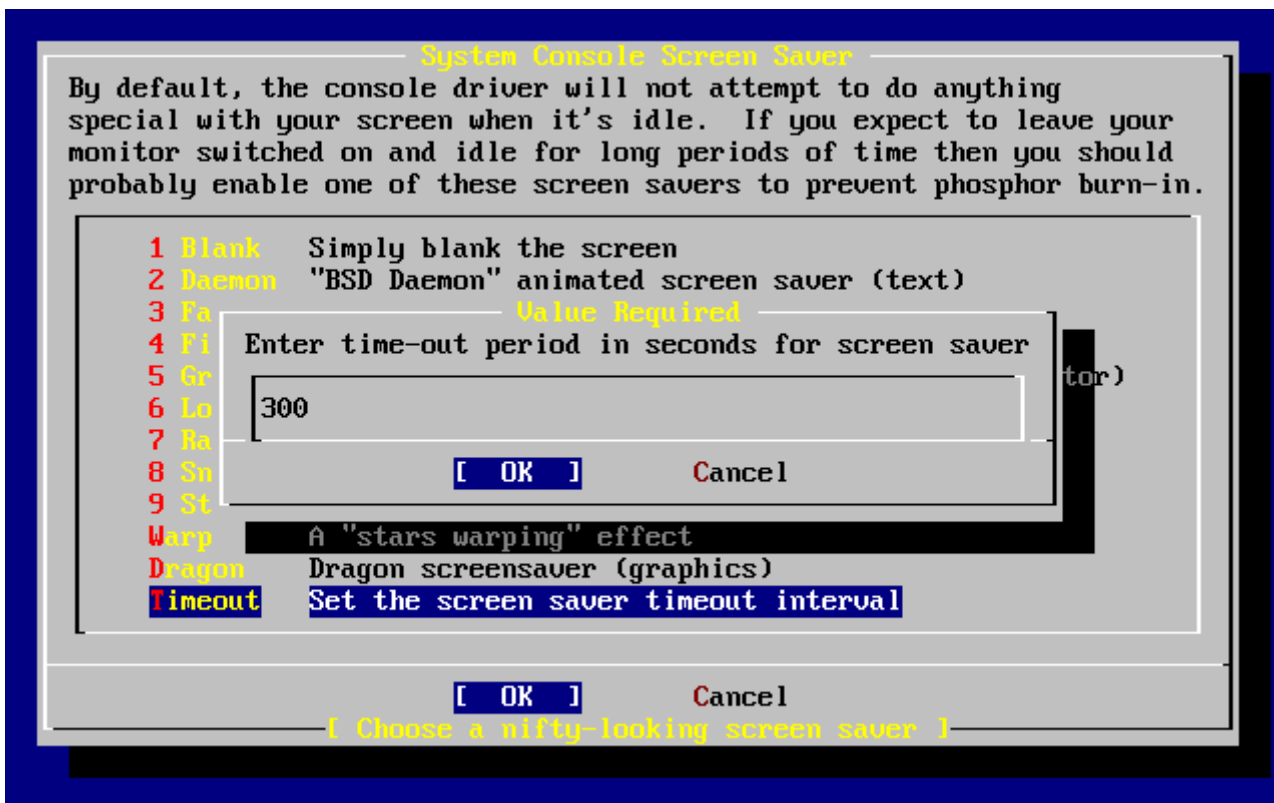 System Console Screen Saver
By default, the console driver will not attempt to do anything
special with your screen when it's idle.  If you expect to leave your
monitor switched on and idle for long periods of time then you should
probably enable one of these screen savers to prevent phosphor burn-in.
1 Blank Simply blank the screen
2 Daemon "BSD Daemon" animated screen saver (text)
3 Fa
Value Required
4 Fi
Enter time-out period in seconds for screen saver
5 Gr tor)
6 Lo
300
7 Ra
8 Sn
[ OK ] Cancel
9 St
Warp A "stars warping" effect
Dragon Dragon screensaver (graphics)
Timeout Set the screen saver timeout interval
[ OK ] Cancel
[ Choose a nifty-looking screen saver ]